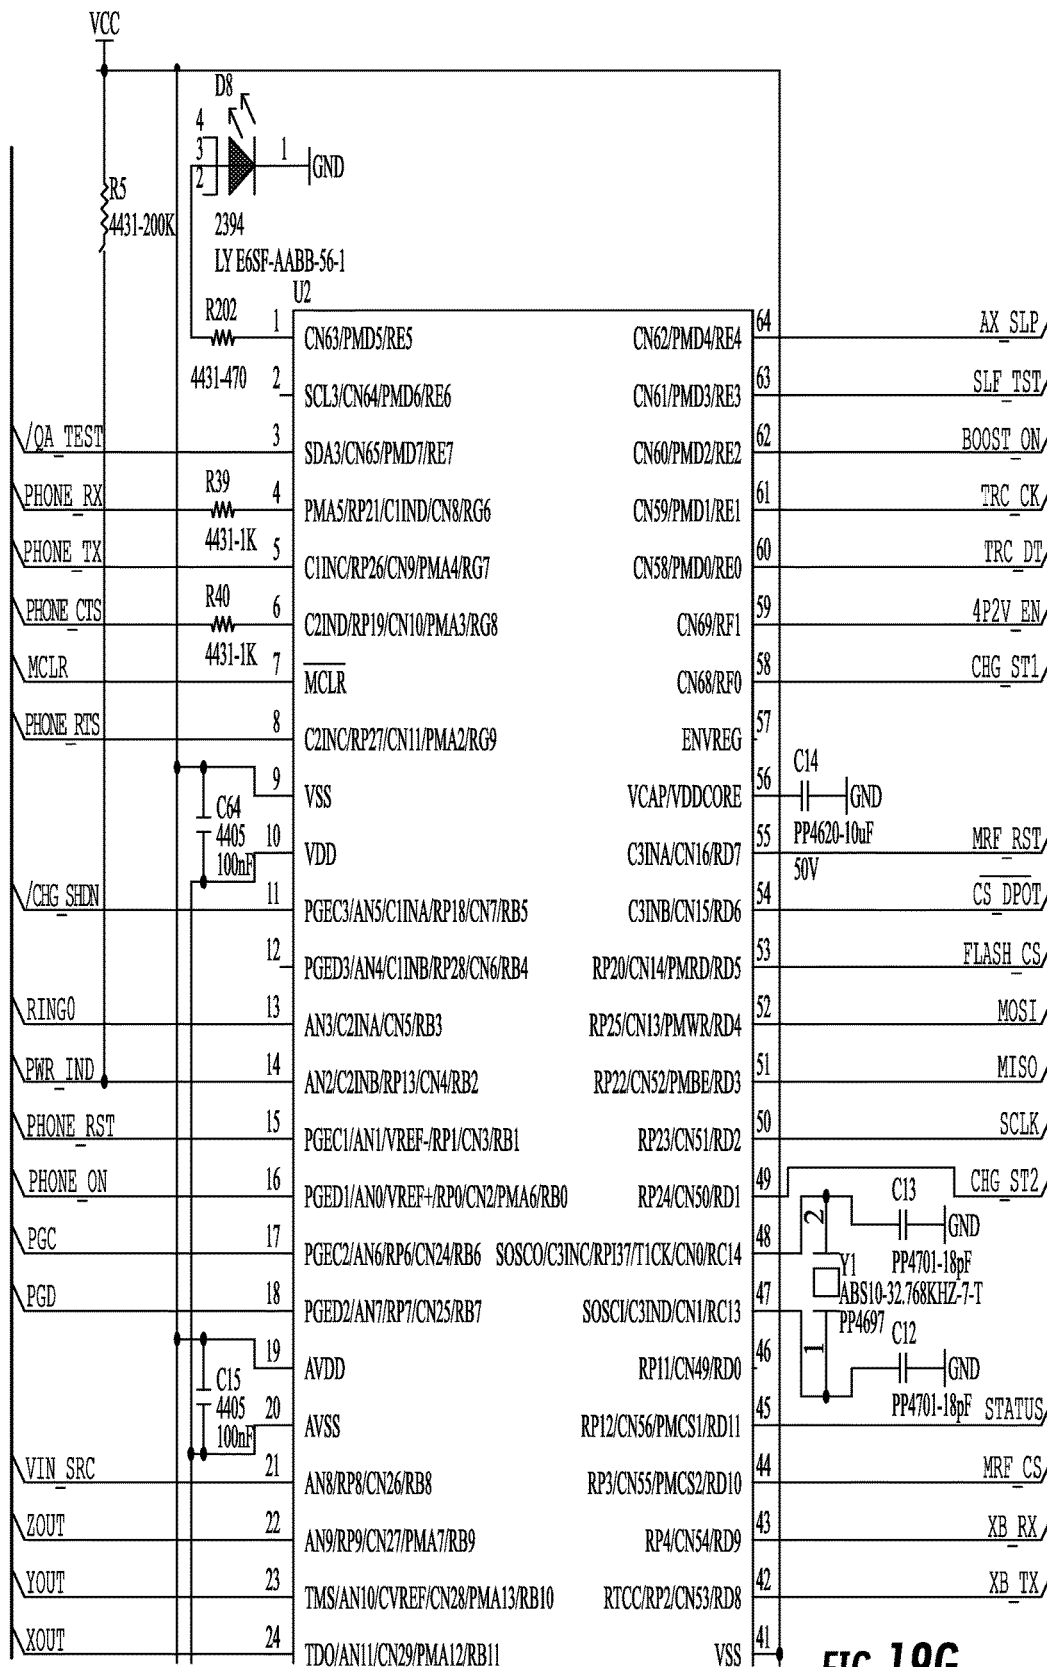 VCC
D8
4
3
2
1
GND
R5
4431-200K
2394
LY E6SF-AABB-56-1
U2
R202
4431-470
1 CN63/PMD5/RE5 CN62/PMD4/RE4 64 AX_SLP
2 SCL3/CN64/PMD6/RE6 CN61/PMD3/RE3 63 SLF_TST
/QA_TEST 3 SDA3/CN65/PMD7/RE7 CN60/PMD2/RE2 62 BOOST_ON
R39
PHONE_RX 4 PMA5/RP21/C1IND/CN8/RG6 CN59/PMD1/RE1 61 TRC_CK
4431-1K
PHONE_TX 5 C1INC/RP26/CN9/PMA4/RG7 CN58/PMD0/RE0 60 TRC_DT
R40
PHONE_CTS 6 C2IND/RP19/CN10/PMA3/RG8 CN69/RF1 59 4P2V_EN
4431-1K
MCLR 7 MCLR CN68/RF0 58 CHG_ST1
PHONE_RTS 8 C2INC/RP27/CN11/PMA2/RG9 ENVREG 57
9 VSS VCAP/VDDCORE 56
C14
GND
PP4620-10uF
50V
C64
4405
100nF
10 VDD C3INA/CN16/RD7 55 MRF_RST
/CHG_SHDN 11 PGEC3/AN5/C1INA/RP18/CN7/RB5 C3INB/CN15/RD6 54 CS_DPOT
12 PGED3/AN4/C1INB/RP28/CN6/RB4 RP20/CN14/PMRD/RD5 53 FLASH_CS
RING0 13 AN3/C2INA/CN5/RB3 RP25/CN13/PMWR/RD4 52 MOSI
PWR_IND 14 AN2/C2INB/RP13/CN4/RB2 RP22/CN52/PMBE/RD3 51 MISO
PHONE_RST 15 PGEC1/AN1/VREF-/RP1/CN3/RB1 RP23/CN51/RD2 50 SCLK
PHONE_ON 16 PGED1/AN0/VREF+/RP0/CN2/PMA6/RB0 RP24/CN50/RD1 49 CHG_ST2
PGC 17 PGEC2/AN6/RP6/CN24/RB6 SOSCO/C3INC/RPI37/T1CK/CN0/RC14 48
2
C13
GND
PP4701-18pF
Y1
ABS10-32.768KHZ-7-T
PP4697
PGD 18 PGED2/AN7/RP7/CN25/RB7 SOSCI/C3IND/CN1/RC13 47
1
C12
GND
PP4701-18pF
19 AVDD RP11/CN49/RD0 46
C15
4405
100nF
20 AVSS RP12/CN56/PMCS1/RD11 45 STATUS
VIN_SRC 21 AN8/RP8/CN26/RB8 RP3/CN55/PMCS2/RD10 44 MRF_CS
ZOUT 22 AN9/RP9/CN27/PMA7/RB9 RP4/CN54/RD9 43 XB_RX
YOUT 23 TMS/AN10/CVREF/CN28/PMA13/RB10 RTCC/RP2/CN53/RD8 42 XB_TX
XOUT 24 TDO/AN11/CN29/PMA12/RB11 VSS 41
FIG. 19G